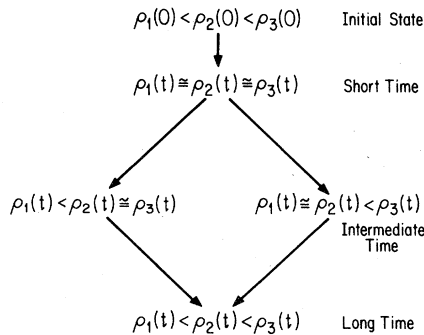 ρ₁(0) < ρ₂(0) < ρ₃(0) Initial State
ρ₁(t) ≅ ρ₂(t) ≅ ρ₃(t) Short Time
ρ₁(t) < ρ₂(t) ≅ ρ₃(t) ρ₁(t) ≅ ρ₂(t) < ρ₃(t)
Intermediate
Time
ρ₁(t) < ρ₂(t) < ρ₃(t) Long Time